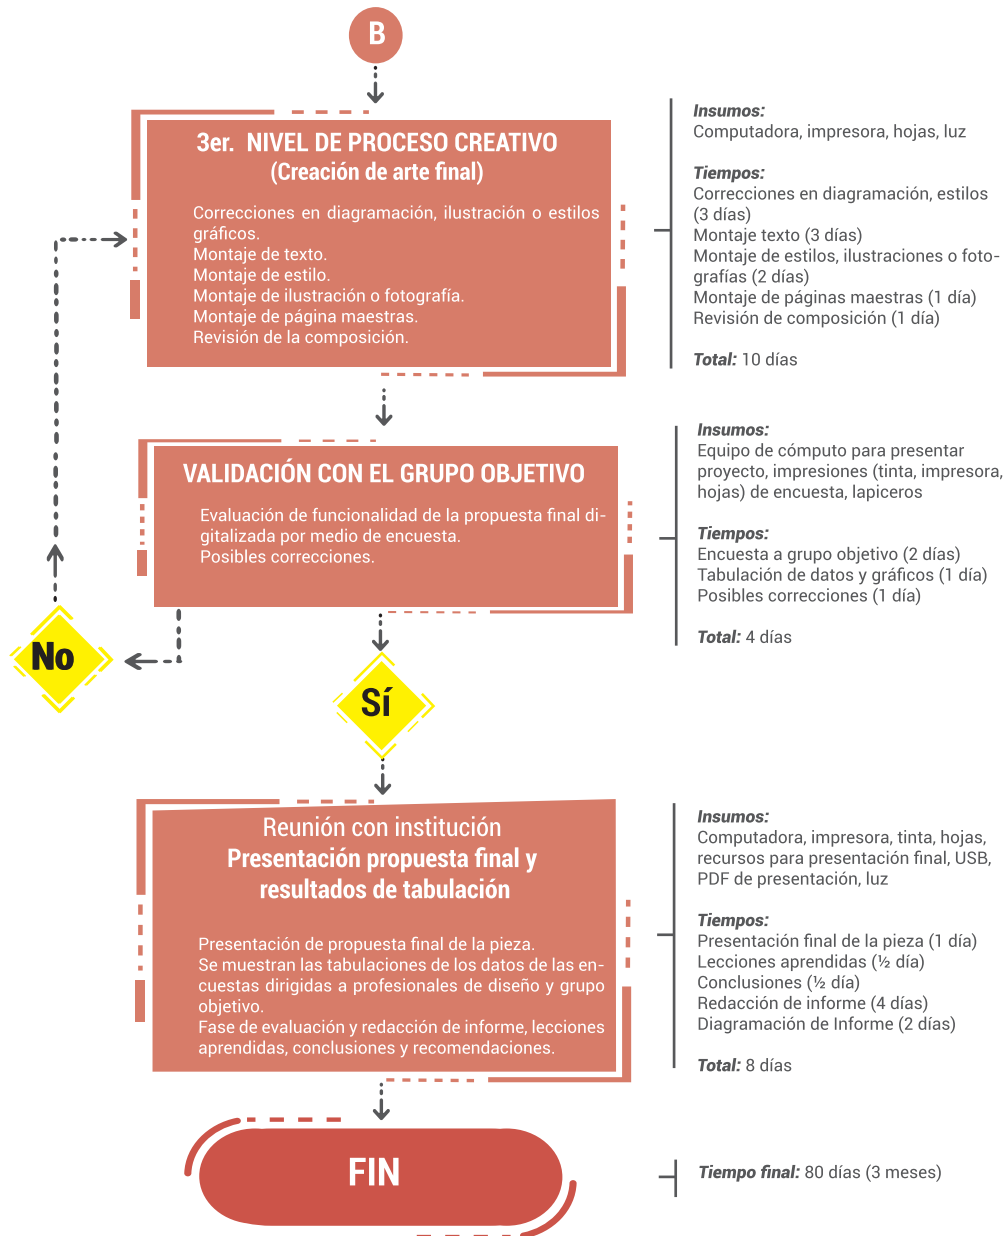 B
3er. NIVEL DE PROCESO CREATIVO
(Creación de arte final)
Correcciones en diagramación, ilustración o estilos
gráficos.
Montaje de texto.
Montaje de estilo.
Montaje de ilustración o fotografía.
Montaje de página maestras.
Revisión de la composición.
Insumos:
Computadora, impresora, hojas, luz
Tiempos:
Correcciones en diagramación, estilos
(3 días)
Montaje texto (3 días)
Montaje de estilos, ilustraciones o foto-
grafías (2 días)
Montaje de páginas maestras (1 día)
Revisión de composición (1 día)
Total: 10 días
VALIDACIÓN CON EL GRUPO OBJETIVO
Evaluación de funcionalidad de la propuesta final di-
gitalizada por medio de encuesta.
Posibles correcciones.
Insumos:
Equipo de cómputo para presentar
proyecto, impresiones (tinta, impresora,
hojas) de encuesta, lapiceros
Tiempos:
Encuesta a grupo objetivo (2 días)
Tabulación de datos y gráficos (1 día)
Posibles correcciones (1 día)
Total: 4 días
No
Sí
Reunión con institución
Presentación propuesta final y
resultados de tabulación
Presentación de propuesta final de la pieza.
Se muestran las tabulaciones de los datos de las en-
cuestas dirigidas a profesionales de diseño y grupo
objetivo.
Fase de evaluación y redacción de informe, lecciones
aprendidas, conclusiones y recomendaciones.
Insumos:
Computadora, impresora, tinta, hojas,
recursos para presentación final, USB,
PDF de presentación, luz
Tiempos:
Presentación final de la pieza (1 día)
Lecciones aprendidas (½ día)
Conclusiones (½ día)
Redacción de informe (4 días)
Diagramación de Informe (2 días)
Total: 8 días
FIN
Tiempo final: 80 días (3 meses)